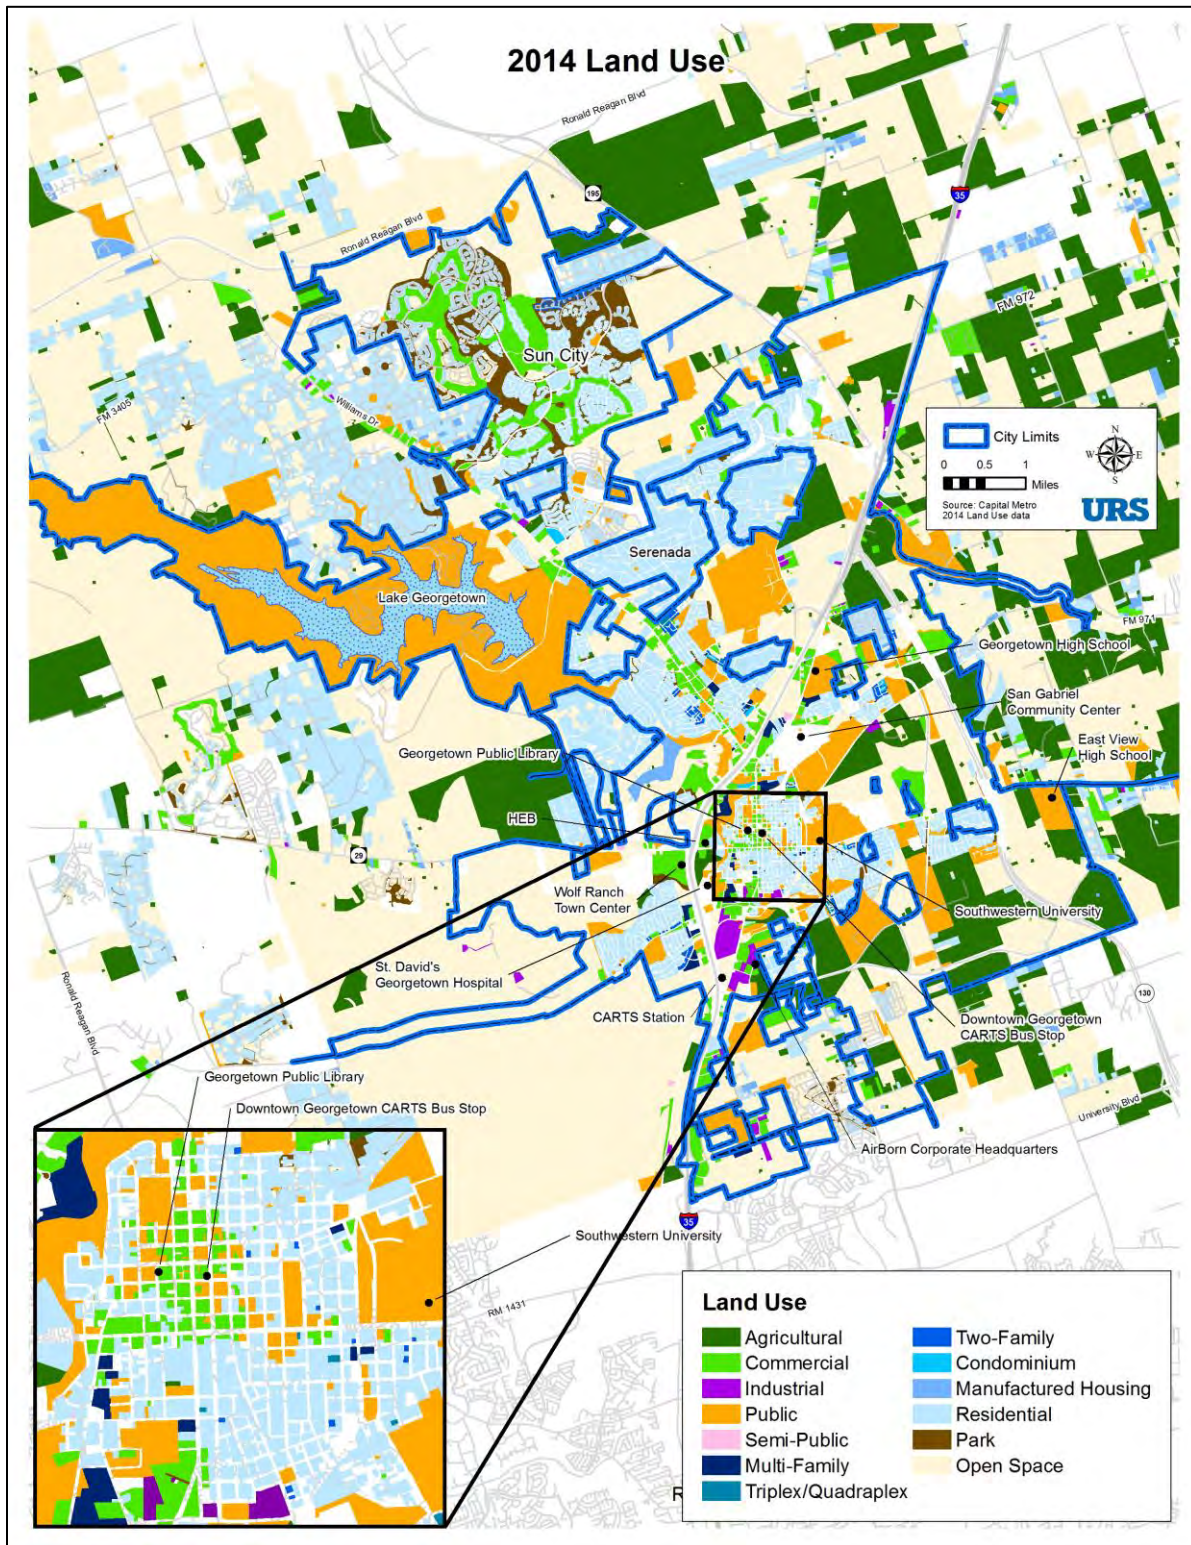 2014 Land Use
Ronald Reagan Blvd
195
35
Ronald Reagan Blvd
FM 972
Sun City
Williams Dr
FM 3405
City Limits
N
W E
S
0 0.5 1
Miles
Source: Capital Metro
2014 Land Use data
URS
Serenada
Lake Georgetown
FM 971
Georgetown High School
San Gabriel
Community Center
East View
High School
Georgetown Public Library
HEB
29
Wolf Ranch
Town Center
Southwestern University
St. David's
Georgetown Hospital
CARTS Station
130
Downtown Georgetown
CARTS Bus Stop
Ronald Reagan Blvd
Georgetown Public Library
Downtown Georgetown CARTS Bus Stop
University Blvd
AirBorn Corporate Headquarters
35
Southwestern University
RM 1431
Land Use
Agricultural
Commercial
Industrial
Public
Semi-Public
Multi-Family
Triplex/Quadraplex
Two-Family
Condominium
Manufactured Housing
Residential
Park
Open Space
R